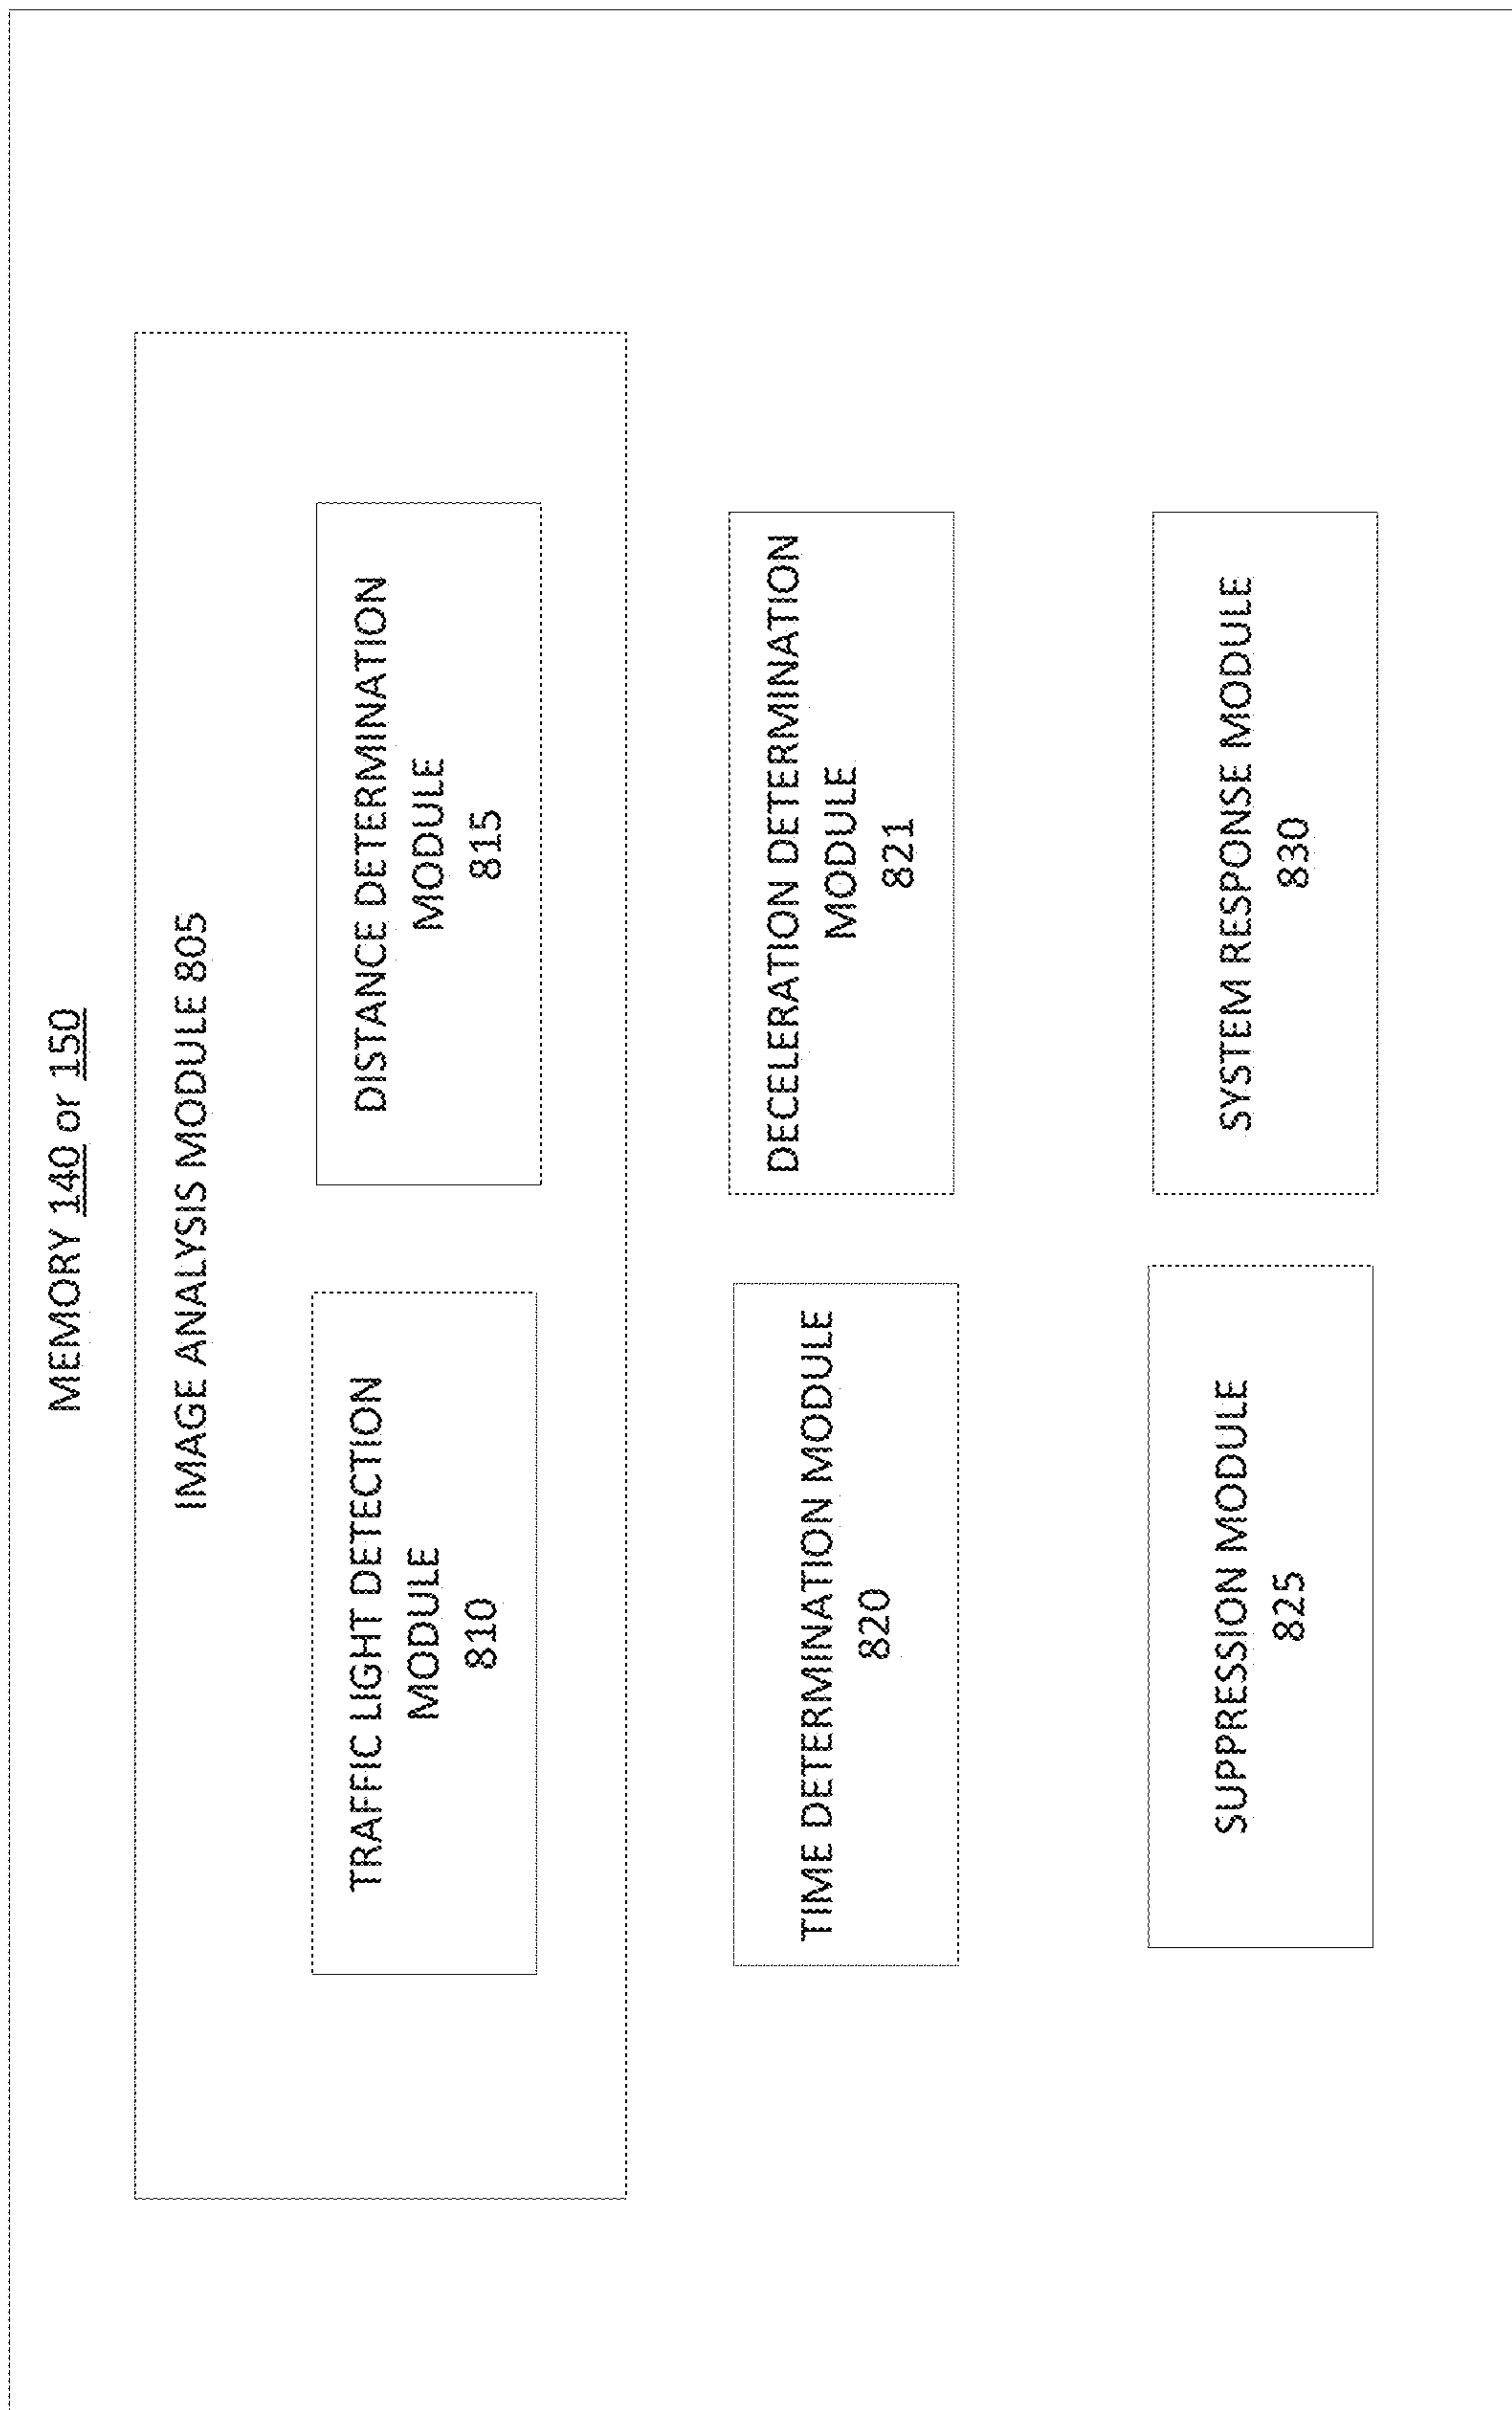 MEMORY 140 or 150
IMAGE ANALYSIS MODULE 805
TRAFFIC LIGHT DETECTION
MODULE
810
DISTANCE DETERMINATION
MODULE
815
TIME DETERMINATION MODULE
820
DECELERATION DETERMINATION
MODULE
821
SUPPRESSION MODULE
825
SYSTEM RESPONSE MODULE
830